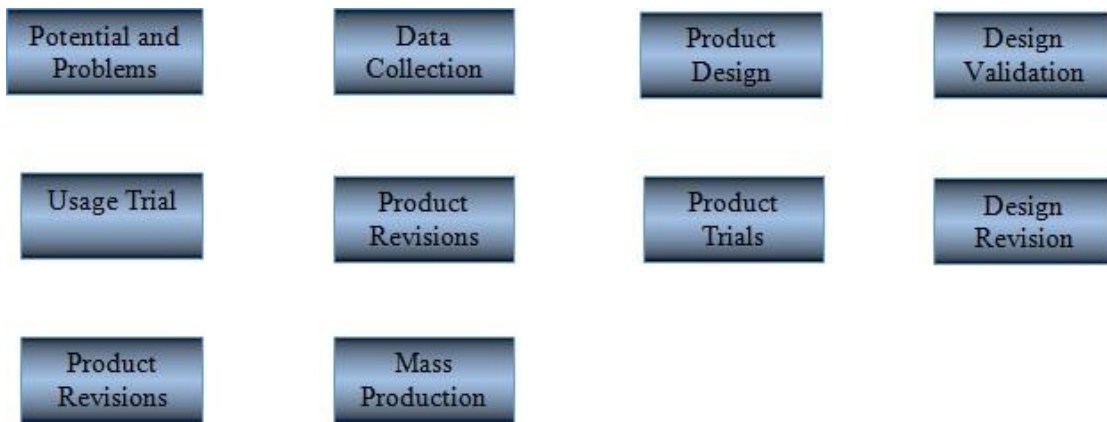 Potential and
Problems
Data
Collection
Product
Design
Design
Validation
Usage Trial
Product
Revisions
Product
Trials
Design
Revision
Product
Revisions
Mass
Production